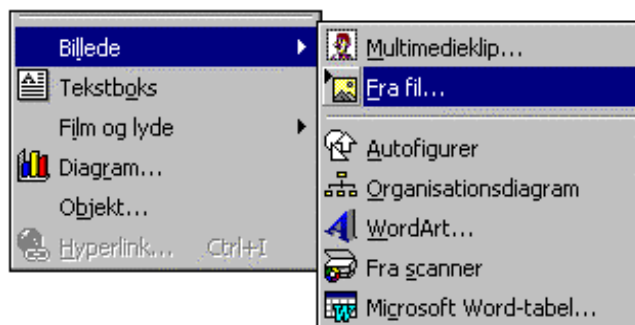 Billede
Tekstboks
Film og lyde
Diagram...
Objekt...
Hyperlink... Ctrl+I
Multimedieklip...
Fra fil...
Autofigurer
Organisationsdiagram
WordArt...
Fra scanner
Microsoft Word-tabel...